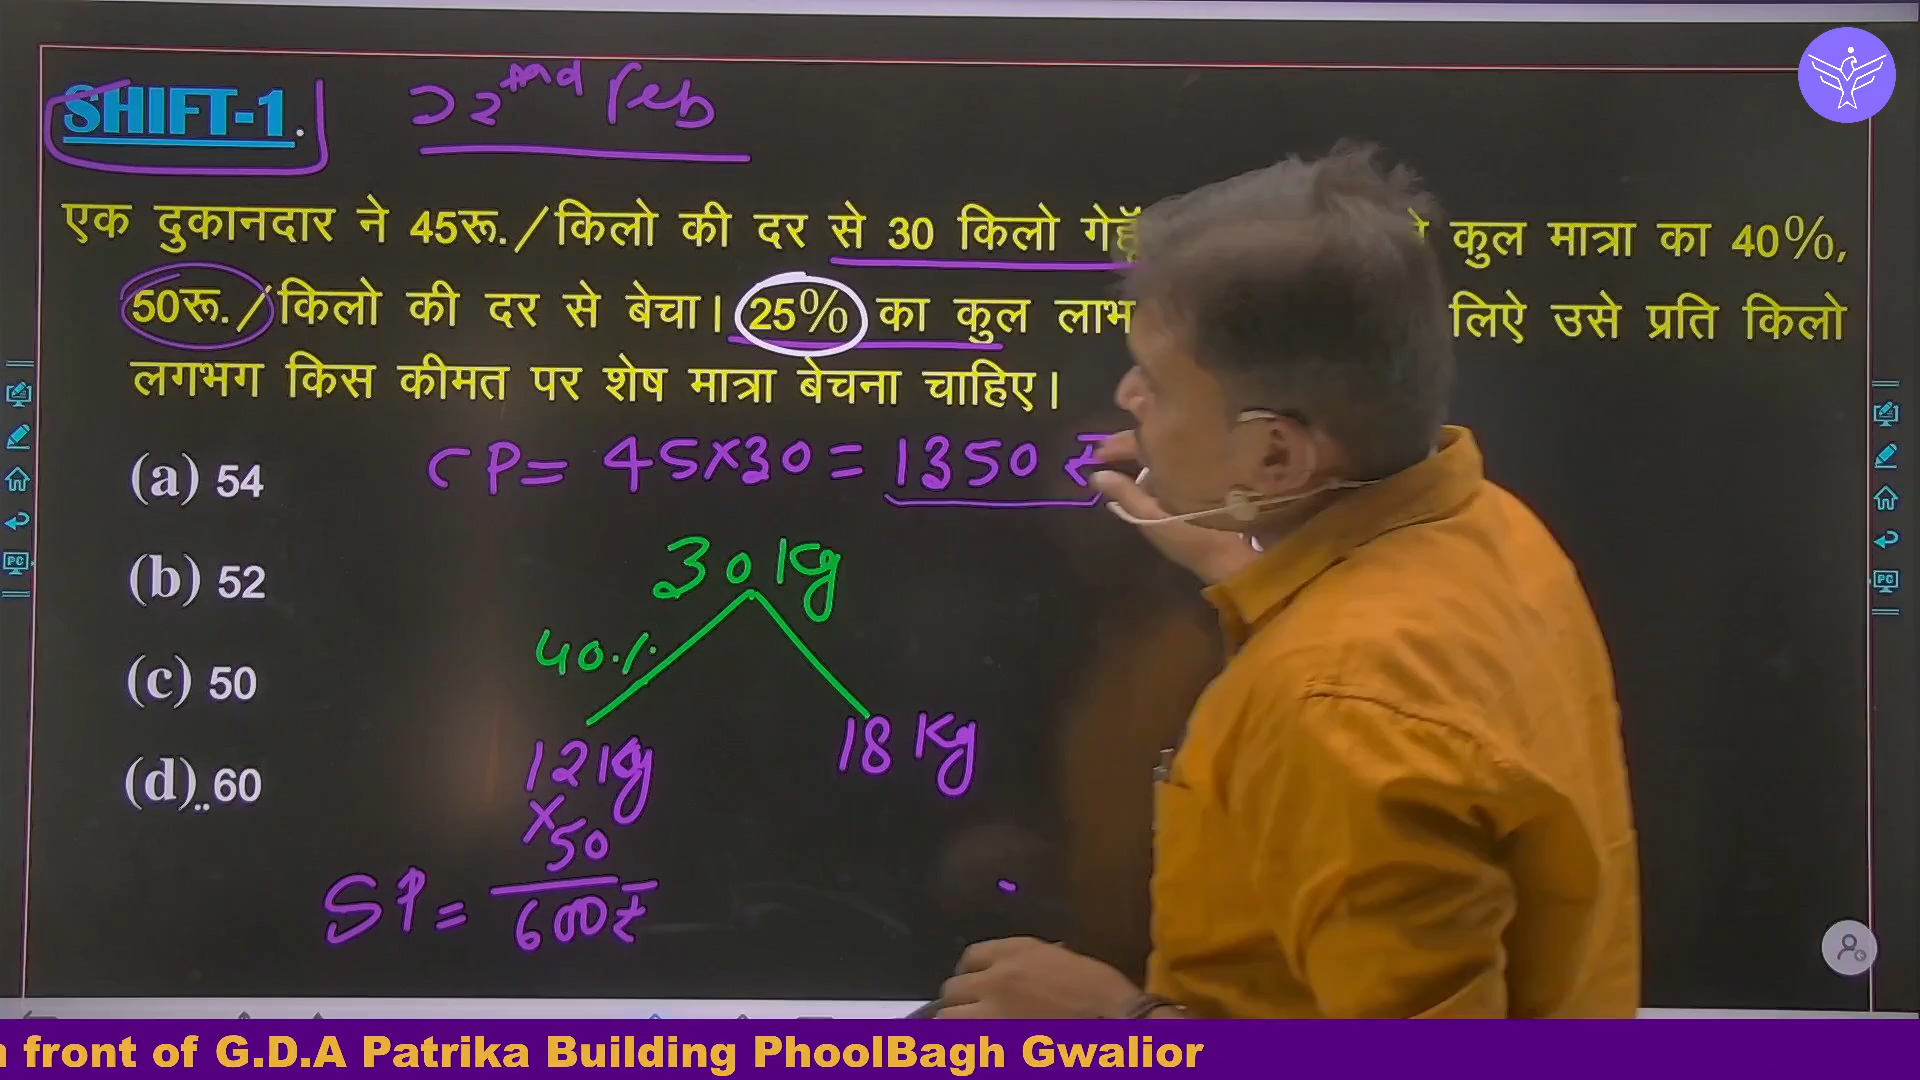 SHIFT-1.
22nd Feb
एक दुकानदार ने 45रू./किलो की दर से 30 किलो कुल मात्रा का 40%,
50रू./किलो की दर से बेचा। 25% का कुल लाभ लिऐ उसे प्रति किलो
लगभग किस कीमत पर शेष मात्रा बेचना चाहिए।
(a) 54
(b) 52
(c) 50
(d)..60
CP = 45×30 = 1350 ₹
30 Kg
40%
12 Kg 18 Kg
×50
SP = 600₹
front of G.D.A Patrika Building PhoolBagh Gwalior